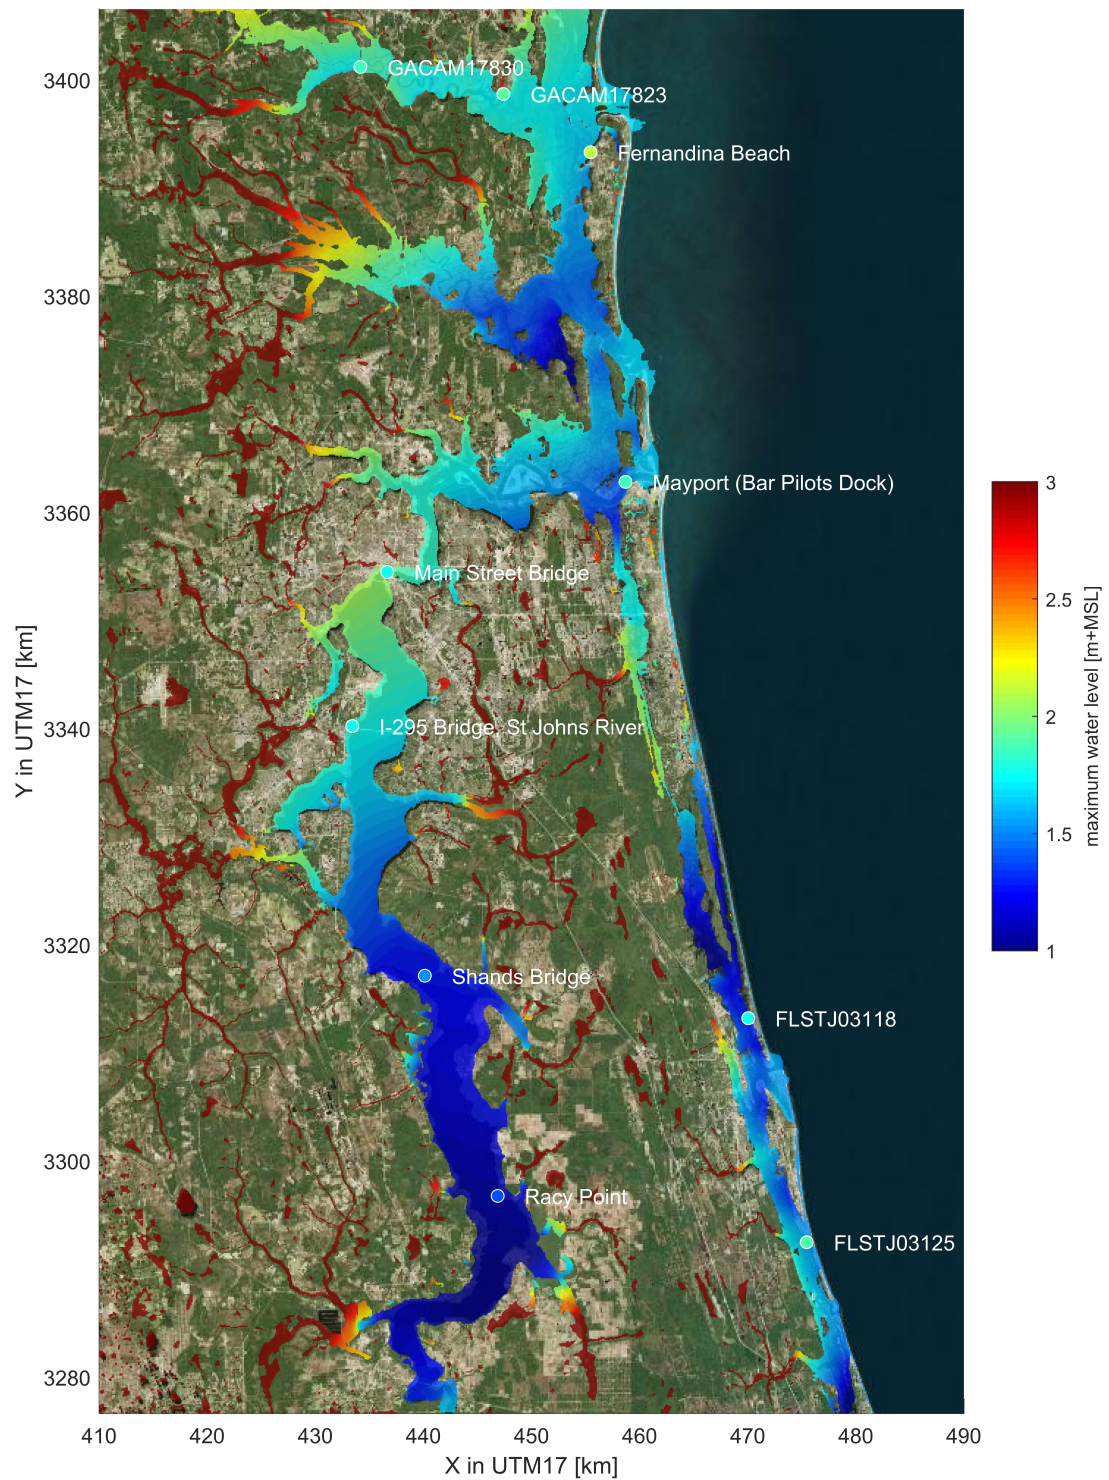 3400
3380
3360
3340
3320
3300
3280
Y in UTM17 [km]
GACAM17830
GACAM17823
Fernandina Beach
Mayport (Bar Pilots Dock)
Main Street Bridge
I-295 Bridge, St Johns River
Shands Bridge
FLSTJ03118
Racy Point
FLSTJ03125
3
2.5
2
1.5
1
maximum water level [m+MSL]
410
420
430
440
450
460
470
480
490
X in UTM17 [km]